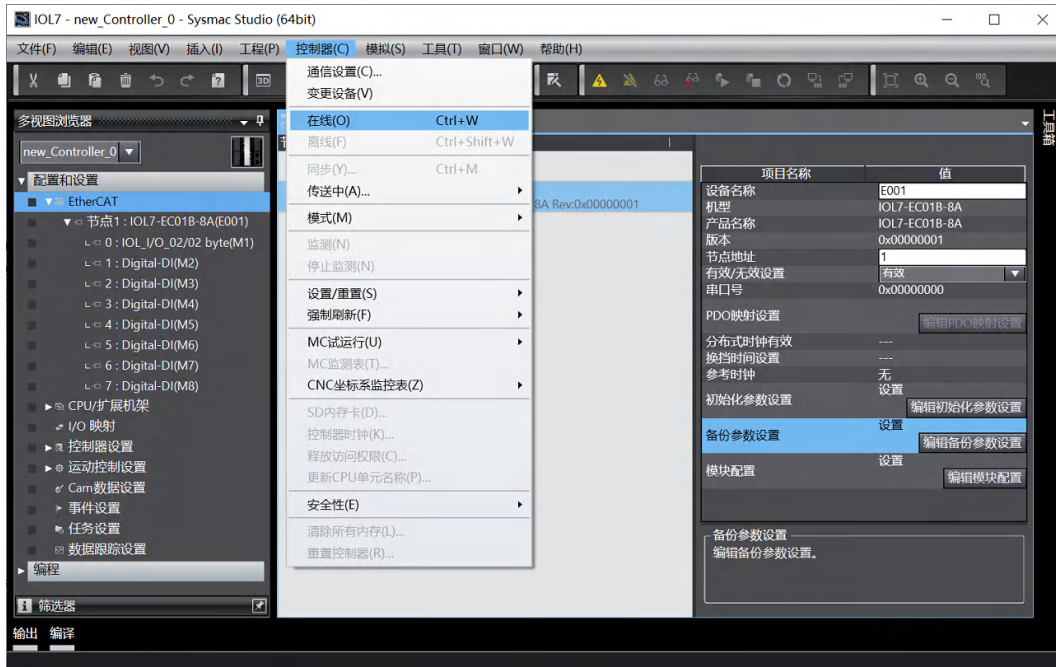 IOL7 - new_Controller_0 - Sysmac Studio (64bit)
文件(F) 编辑(E) 视图(V) 插入(I) 工程(P) 控制器(C) 模拟(S) 工具(T) 窗口(W) 帮助(H)
通信设置(C)...
变更设备(V)
在线(O) Ctrl+W
离线(F) Ctrl+Shift+W
同步(Y)... Ctrl+M
传送中(A)...
模式(M)
监测(N)
停止监测(N)
设置/重置(S)
强制刷新(F)
MC试运行(U)
MC监测表(T)...
CNC坐标系监控表(Z)
SD内存卡(D)...
控制器时钟(K)...
释放访问权限(C)...
更新CPU单元名称(P)...
安全性(E)
清除所有内存(L)...
重置控制器(R)...
多视图浏览器
new_Controller_0
配置和设置
EtherCAT
节点1 : IOL7-EC01B-8A(E001)
0 : IOL_I/O_02/02 byte(M1)
1 : Digital-DI(M2)
2 : Digital-DI(M3)
3 : Digital-DI(M4)
4 : Digital-DI(M5)
5 : Digital-DI(M6)
6 : Digital-DI(M7)
7 : Digital-DI(M8)
CPU/扩展机架
I/O 映射
控制器设置
运动控制设置
Cam数据设置
事件设置
任务设置
数据跟踪设置
编程
筛选器
输出 编译
8A Rev:0x00000001
工具箱
项目名称 值
设备名称 E001
机型 IOL7-EC01B-8A
产品名称 IOL7-EC01B-8A
版本 0x00000001
节点地址 1
有效/无效设置 有效
串口号 0x00000000
PDO映射设置 编辑PDO映射设置
分布式时钟有效 ---
换挡时间设置 ---
参考时钟 无
初始化参数设置 设置
编辑初始化参数设置
备份参数设置 设置
编辑备份参数设置
模块配置 设置
编辑模块配置
备份参数设置
编辑备份参数设置。